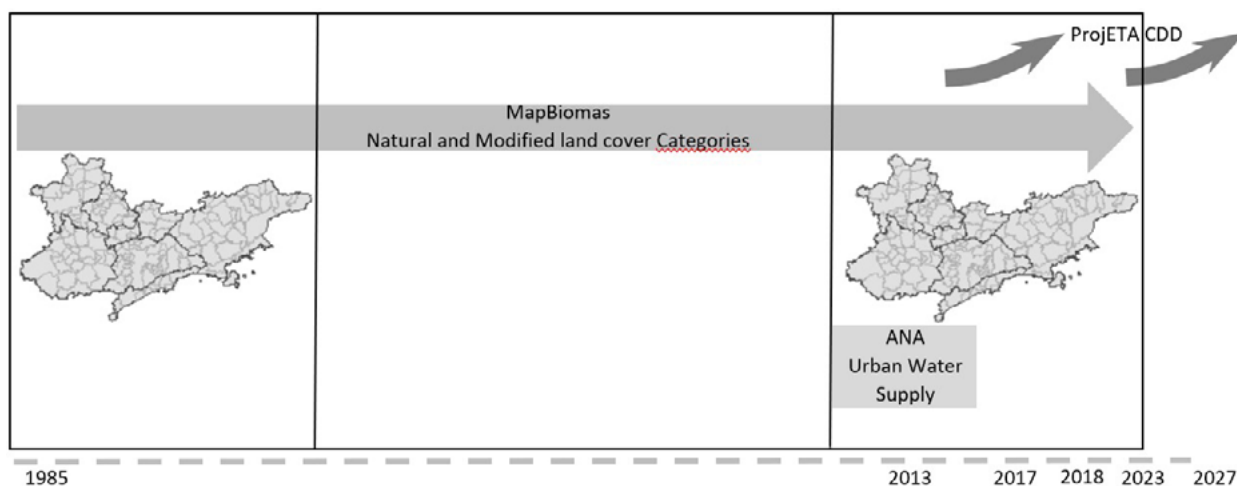 ProjETA CDD
MapBiomas
Natural and Modified land cover Categories
ANA
Urban Water
Supply
1985 2013 2017 2018 2023 2027